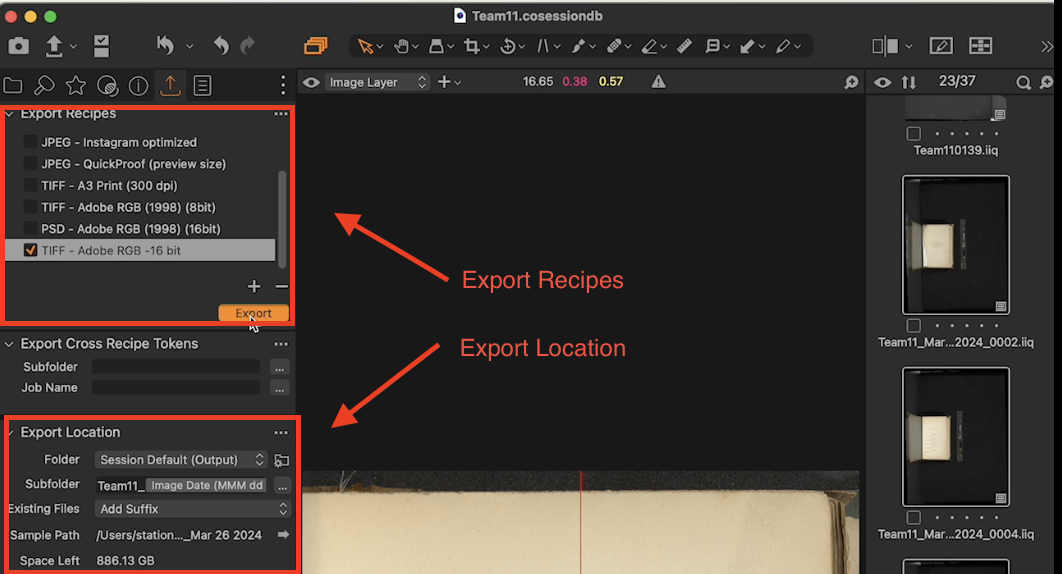 Team11.cosessiondb
Image Layer
16.65 0.38 0.57
23/37
Export Recipes
JPEG - Instagram optimized
JPEG - QuickProof (preview size)
TIFF - A3 Print (300 dpi)
TIFF - Adobe RGB (1998) (8bit)
PSD - Adobe RGB (1998) (16bit)
TIFF - Adobe RGB -16 bit
Export
Export Cross Recipe Tokens
Subfolder
Job Name
Export Location
Folder Session Default (Output)
Subfolder Team11_ Image Date (MMM dd
Existing Files Add Suffix
Sample Path /Users/station..._Mar 26 2024
Space Left 886.13 GB
Export Recipes
Export Location
Team110139.iiq
Team11_Mar...2024_0002.iiq
Team11_Mar...2024_0004.iiq